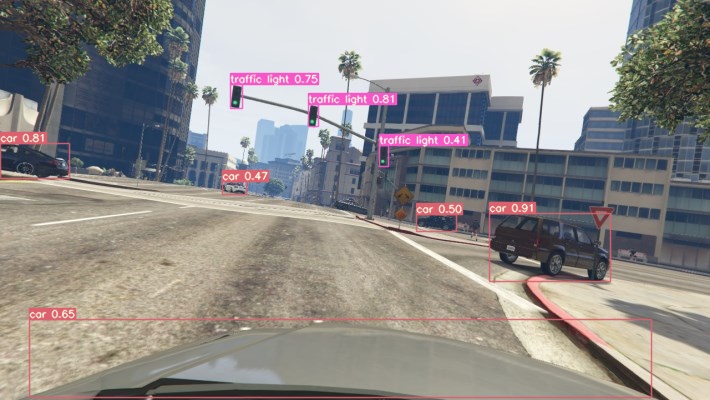 traffic light 0.75
traffic light 0.81
traffic light 0.41
car 0.81
car 0.47
car 0.50
car 0.91
car 0.65